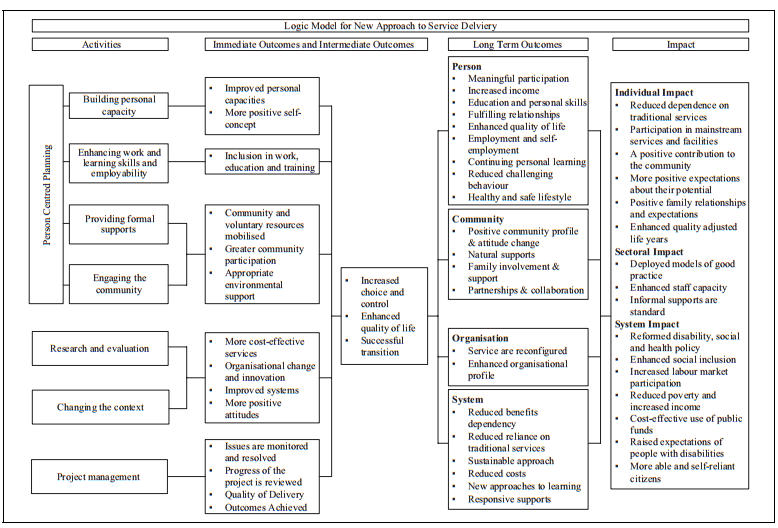 Logic Model for New Approach to Service Delviery
Activities
Immediate Outcomes and Intermediate Outcomes
Long Term Outcomes
Impact
Person Centred Planning
Building personal
capacity
Enhancing work and
learning skills and
employability
Providing formal
supports
Engaging the
community
Research and evaluation
Changing the context
Project management
▪ Improved personal
capacities
▪ More positive self-
concept
▪ Inclusion in work,
education and training
▪ Community and
voluntary resources
mobilised
▪ Greater community
participation
▪ Appropriate
environmental
support
▪ More cost-effective
services
▪ Organisational change
and innovation
▪ Improved systems
▪ More positive
attitudes
▪ Issues are monitored
and resolved
▪ Progress of the
project is reviewed
▪ Quality of Delivery
▪ Outcomes Achieved
▪ Increased
choice and
control
▪ Enhanced
quality of life
▪ Successful
transition
Person
▪ Meaningful participation
▪ Increased income
▪ Education and personal skills
▪ Fulfilling relationships
▪ Enhanced quality of life
▪ Employment and self-
employment
▪ Continuing personal learning
▪ Reduced challenging
behaviour
▪ Healthy and safe lifestyle
Community
▪ Positive community profile
& attitude change
▪ Natural supports
▪ Family involvement &
support
▪ Partnerships & collaboration
Organisation
▪ Service are reconfigured
▪ Enhanced organisational
profile
System
▪ Reduced benefits
dependency
▪ Reduced reliance on
traditional services
▪ Sustainable approach
▪ Reduced costs
▪ New approaches to learning
▪ Responsive supports
Individual Impact
▪ Reduced dependence on
traditional services
▪ Participation in mainstream
services and facilities
▪ A positive contribution to
the community
▪ More positive expectations
about their potential
▪ Positive family relationships
and expectations
▪ Enhanced quality adjusted
life years
Sectoral Impact
▪ Deployed models of good
practice
▪ Enhanced staff capacity
▪ Informal supports are
standard
System Impact
▪ Reformed disability, social
and health policy
▪ Enhanced social inclusion
▪ Increased labour market
participation
▪ Reduced poverty and
increased income
▪ Cost-effective use of public
funds
▪ Raised expectations of
people with disabilities
▪ More able and self-reliant
citizens